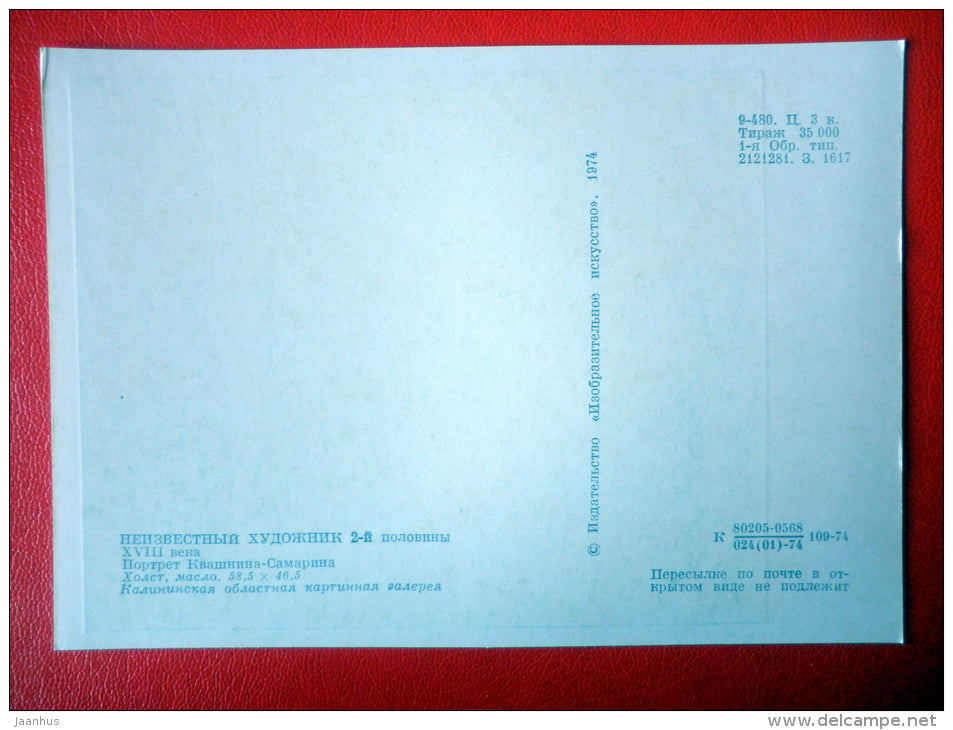 9-480. Ц. 3 к.
Тираж 35 000
1-я Обр. тип.
2121281. З. 1617
© Издательство «Изобразительное искусство», 1974
НЕИЗВЕСТНЫЙ ХУДОЖНИК 2-й половины
XVIII века
Портрет Квашнина-Самарина
Холст, масло. 58,5 × 46,5
Калининская областная картинная галерея
К 80205-0568
024(01)-74 109-74
Пересылке по почте в от-
крытом виде не подлежит
jaanhus
www.delcampe.net